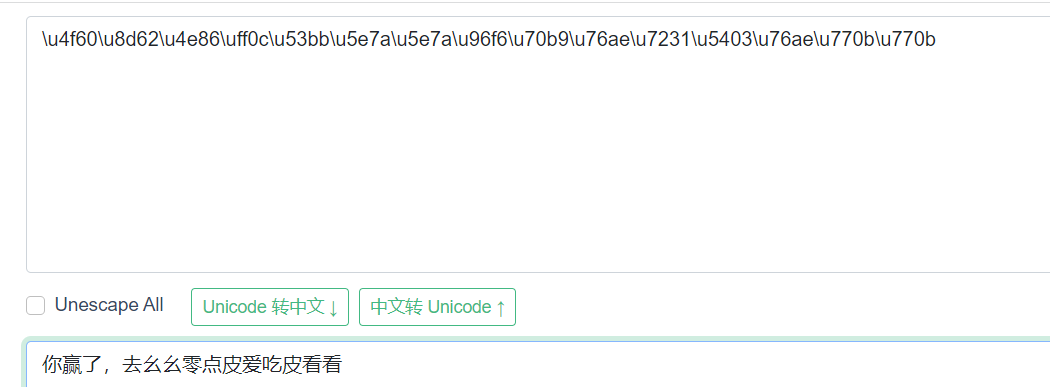 \u4f60\u8d62\u4e86\uff0c\u53bb\u5e7a\u5e7a\u96f6\u70b9\u76ae\u7231\u5403\u76ae\u770b\u770b
Unescape All Unicode 转中文↓ 中文转 Unicode↑
你赢了，去幺幺零点皮爱吃皮看看